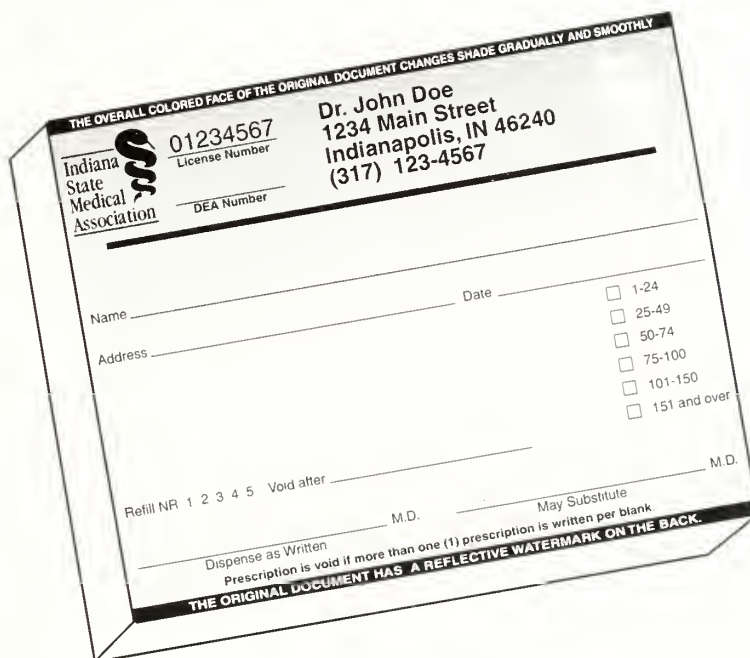 THE OVERALL COLORED FACE OF THE ORIGINAL DOCUMENT CHANGES SHADE GRADUALLY AND SMOOTHLY
Indiana
State
Medical
Association
01234567
License Number
DEA Number
Dr. John Doe
1234 Main Street
Indianapolis, IN 46240
(317) 123-4567
Name
Address
Date
1-24
25-49
50-74
75-100
101-150
151 and over
Refill NR 1 2 3 4 5 Void after
M.D.
M.D.
Dispense as Written
May Substitute
Prescription is void if more than one (1) prescription is written per blank.
THE ORIGINAL DOCUMENT HAS A REFLECTIVE WATERMARK ON THE BACK.